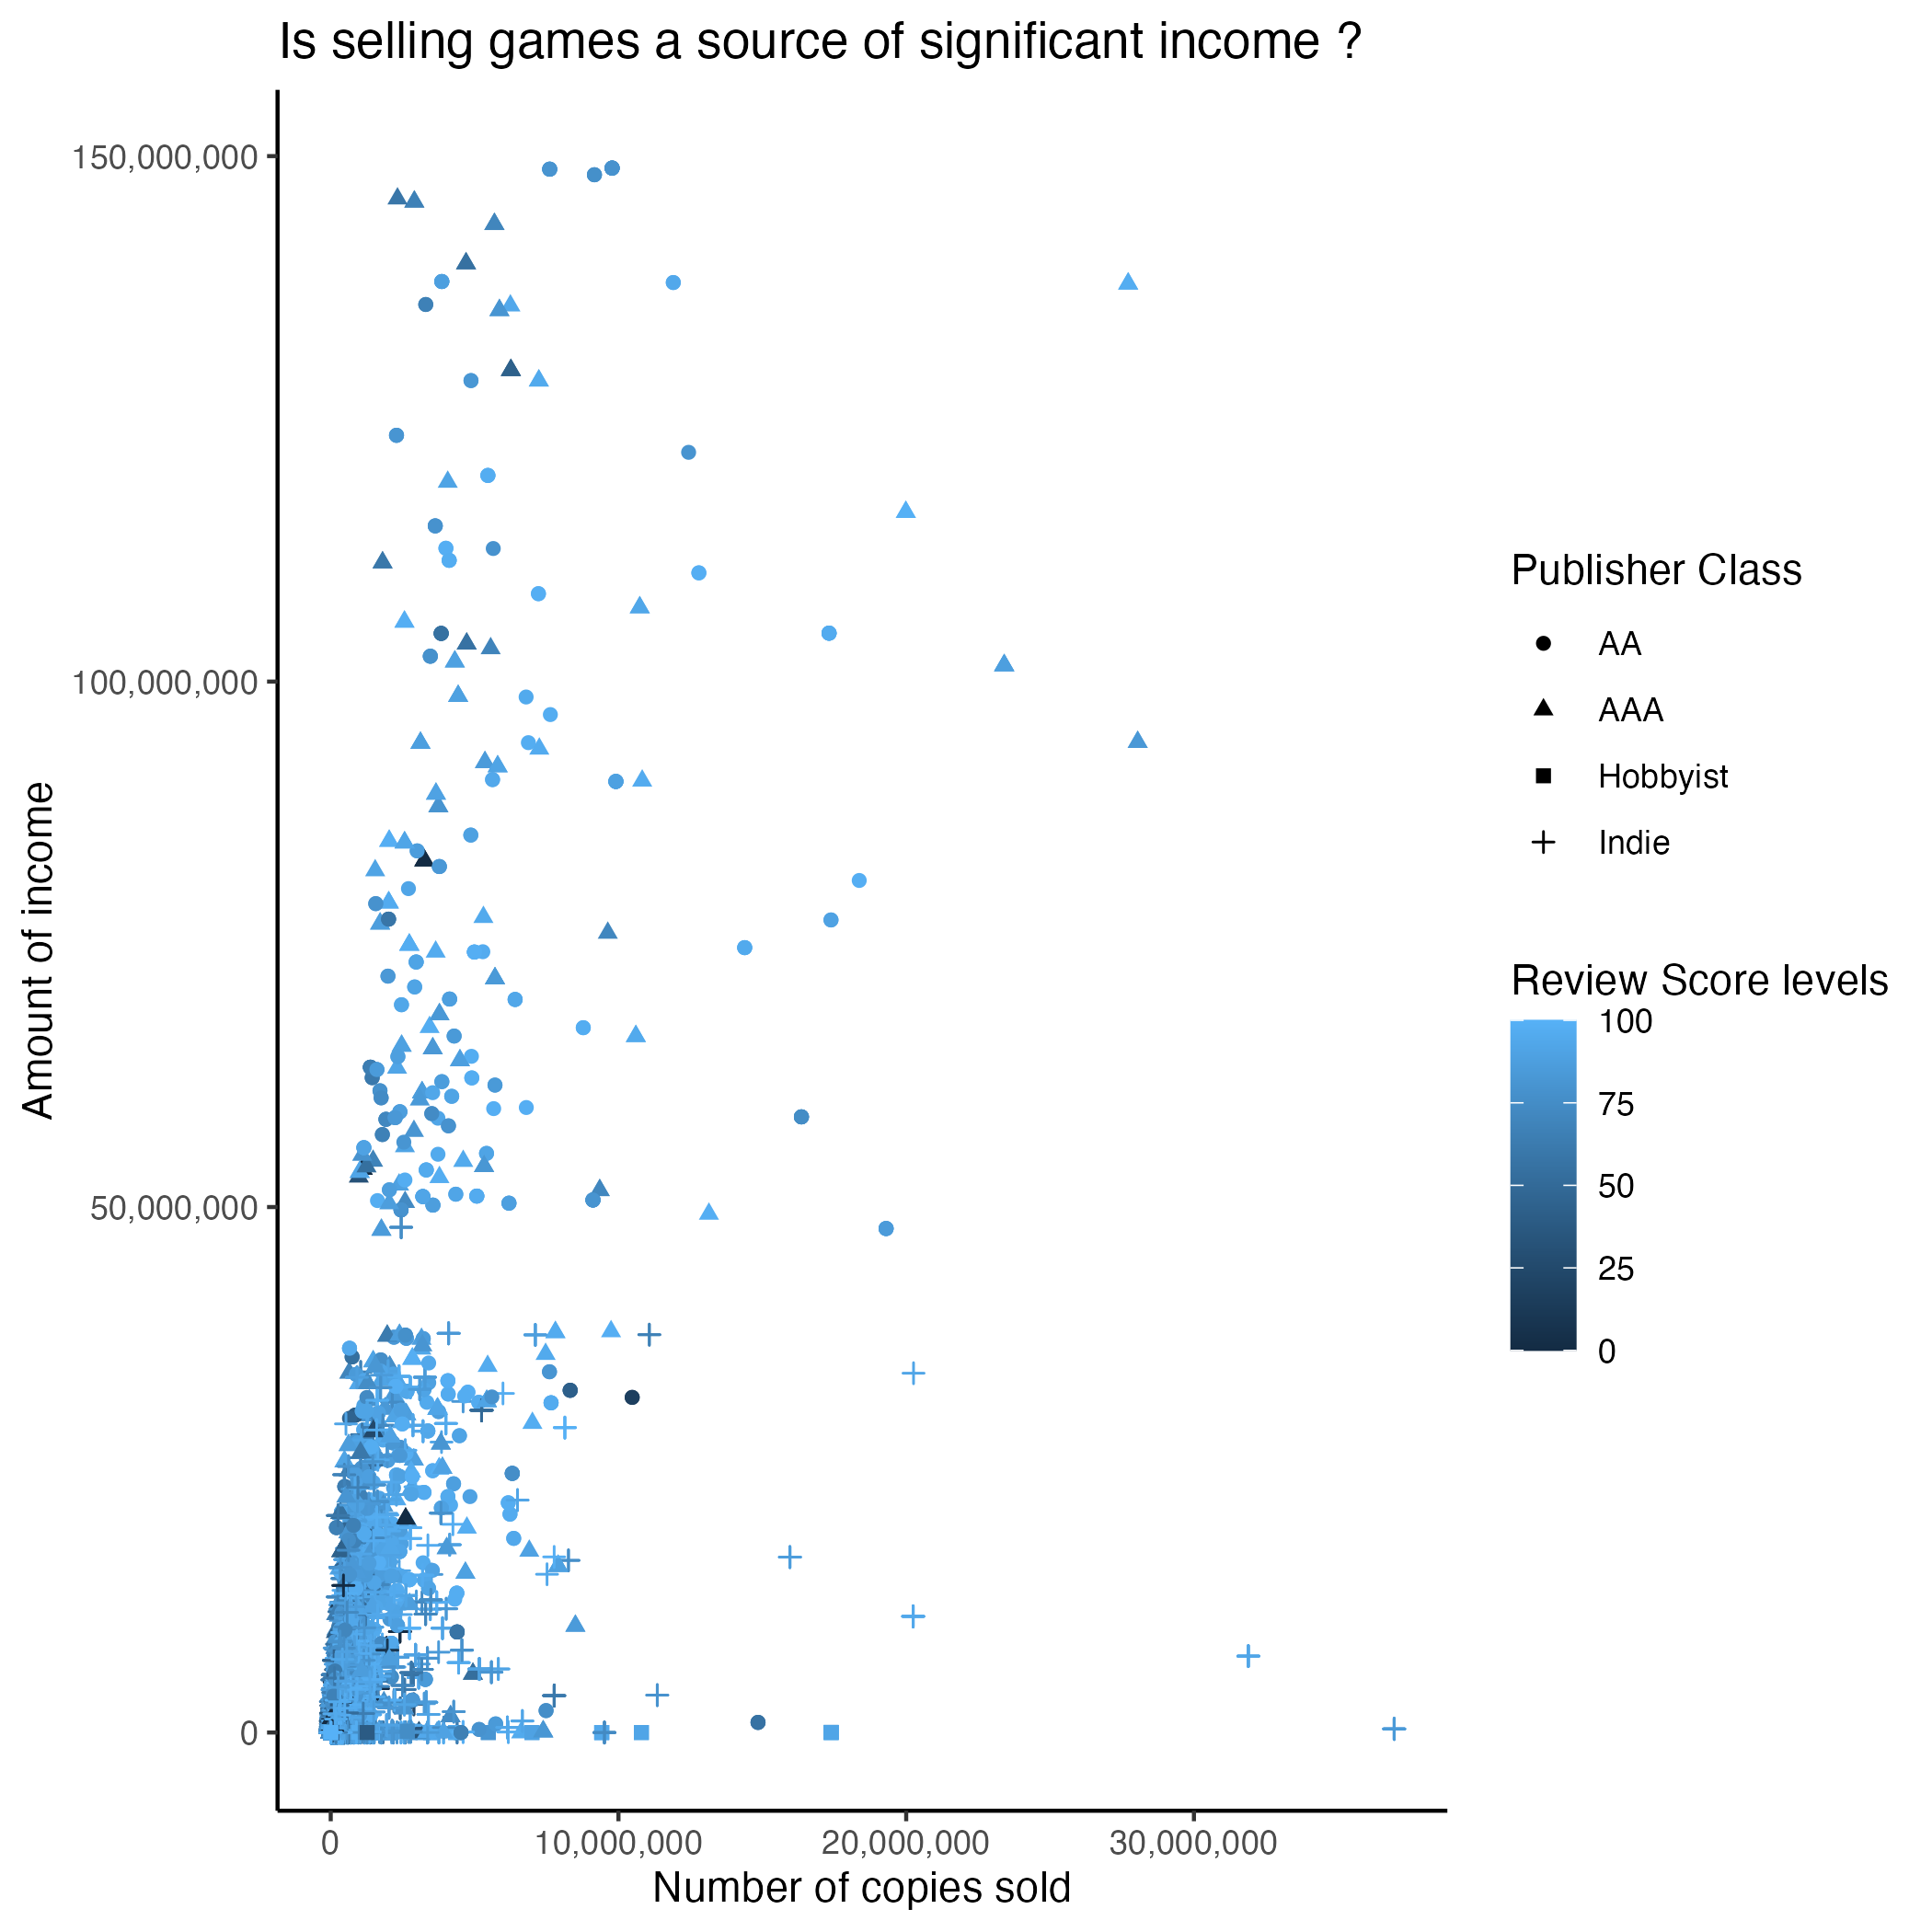 Is selling games a source of significant income ?
150,000,000
100,000,000
50,000,000
0
Amount of income
0
10,000,000
20,000,000
30,000,000
Number of copies sold
Publisher Class
AA
AAA
Hobbyist
Indie
Review Score levels
100
75
50
25
0